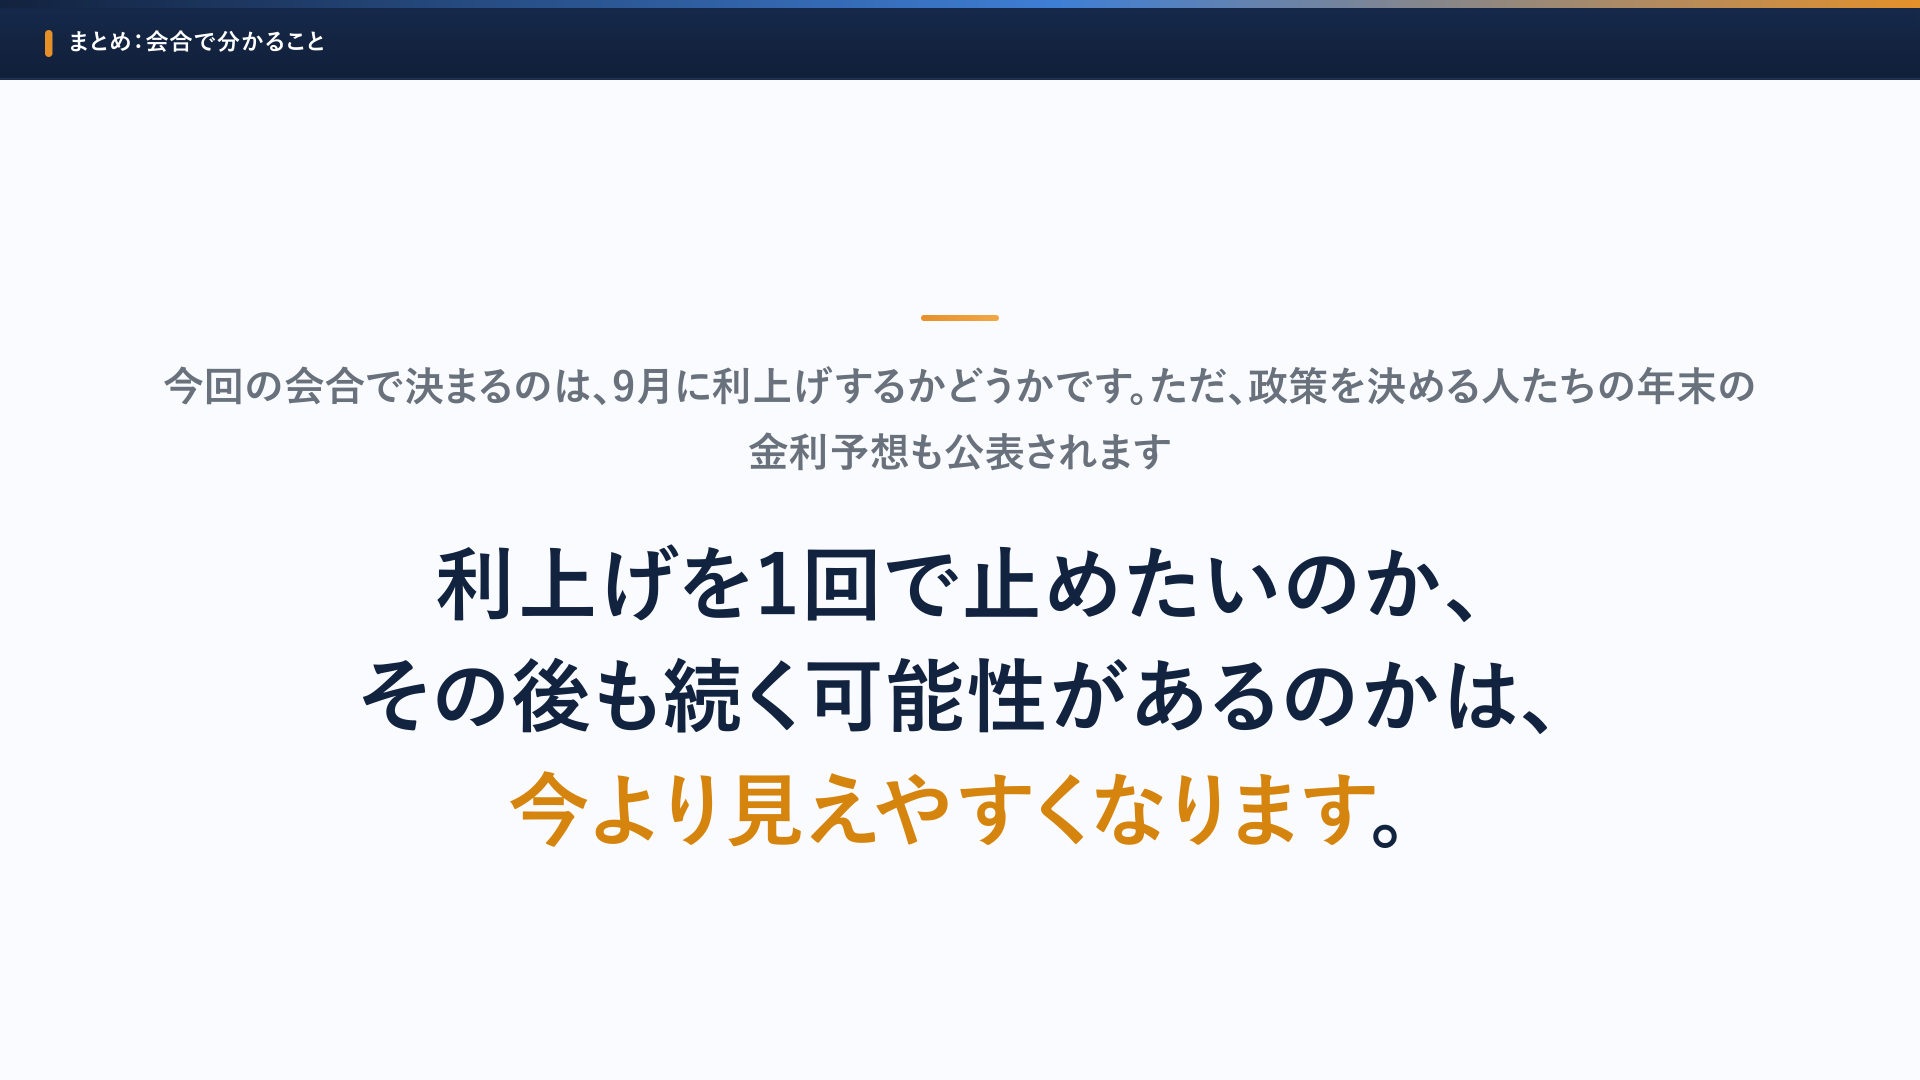 まとめ：会合で分かること
今回の会合で決まるのは、9月に利上げするかどうかです。ただ、政策を決める人たちの年末の
金利予想も公表されます
利上げを1回で止めたいのか、
その後も続く可能性があるのかは、
今より見えやすくなります。